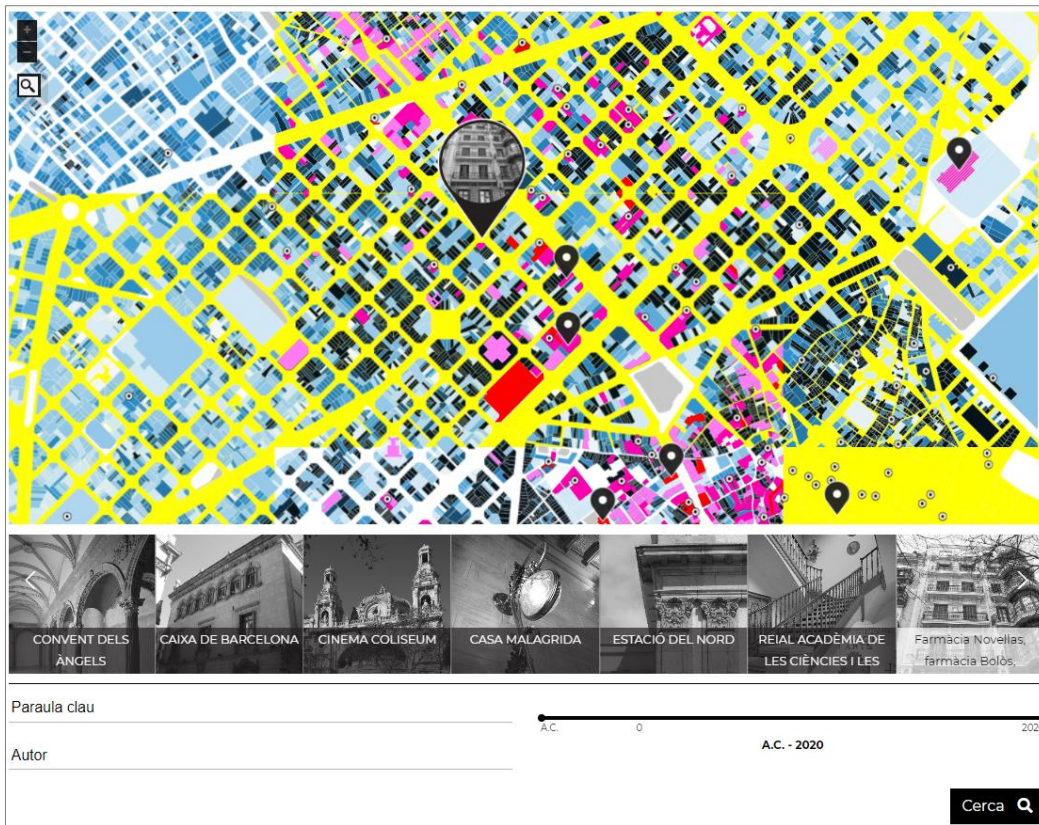 +
−
CONVENT DELS
ÀNGELS
CAIXA DE BARCELONA
CINEMA COLISEUM
CASA MALAGRIDA
ESTACIÓ DEL NORD
REIAL ACADÈMIA DE
LES CIÈNCIES I LES
Farmàcia Novellas,
farmàcia Bolòs,
Paraula clau
A.C. 0 202
A.C. - 2020
Autor
Cerca